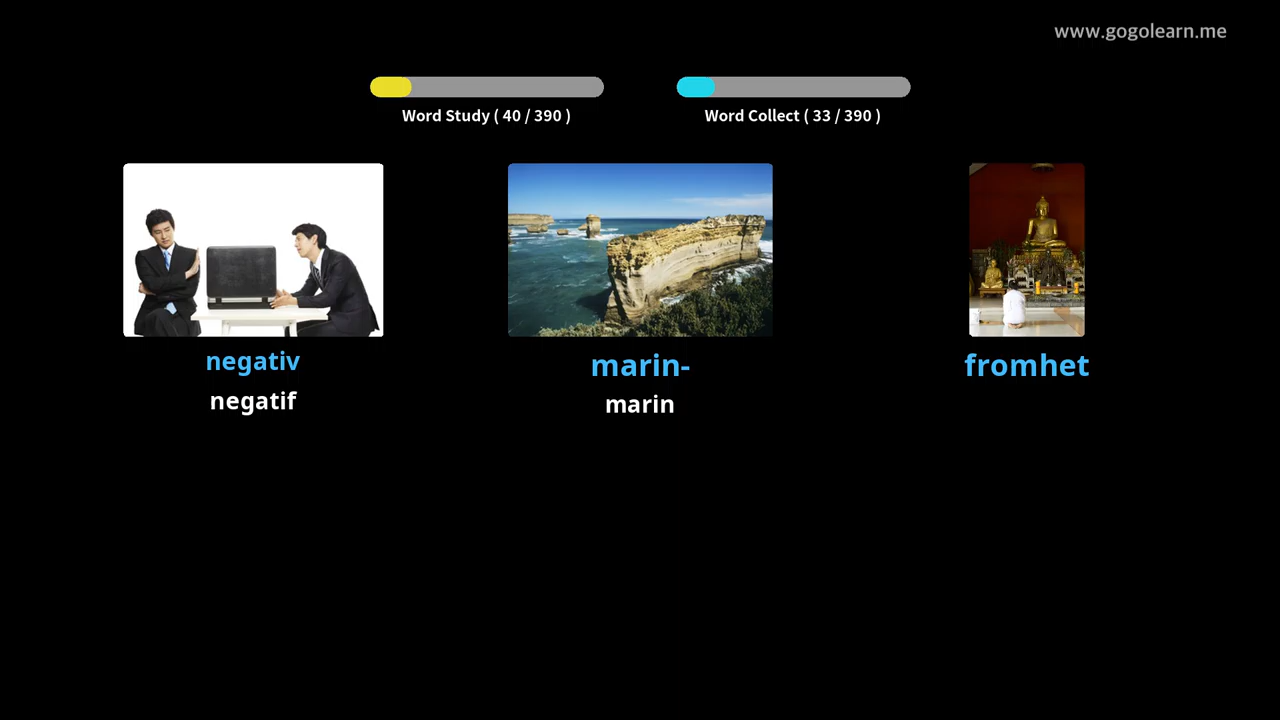 www.gogolearn.me
Word Study ( 40 / 390 )
Word Collect ( 33 / 390 )
negativ
negatif
marin-
marin
fromhet